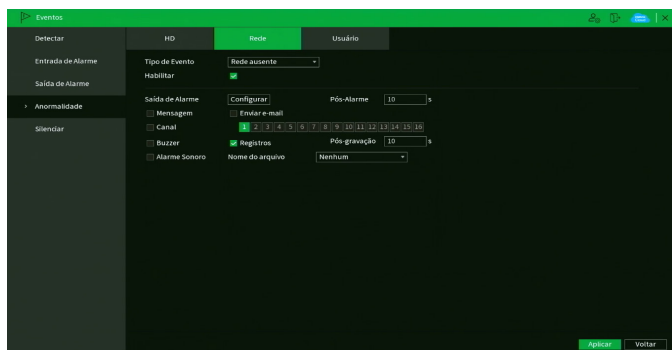 Eventos
Detectar
Entrada de Alarme
Saída de Alarme
Anormalidade
Silenciar
HD Rede Usuário
Tipo de Evento Rede ausente
Habilitar
Saída de Alarme Configurar Pós-Alarme 10 s
Mensagem Enviar e-mail
Canal 1 2 3 4 5 6 7 8 9 10 11 12 13 14 15 16
Buzzer Registros Pós-gravação 10 s
Alarme Sonoro Nome do arquivo Nenhum
Aplicar Voltar